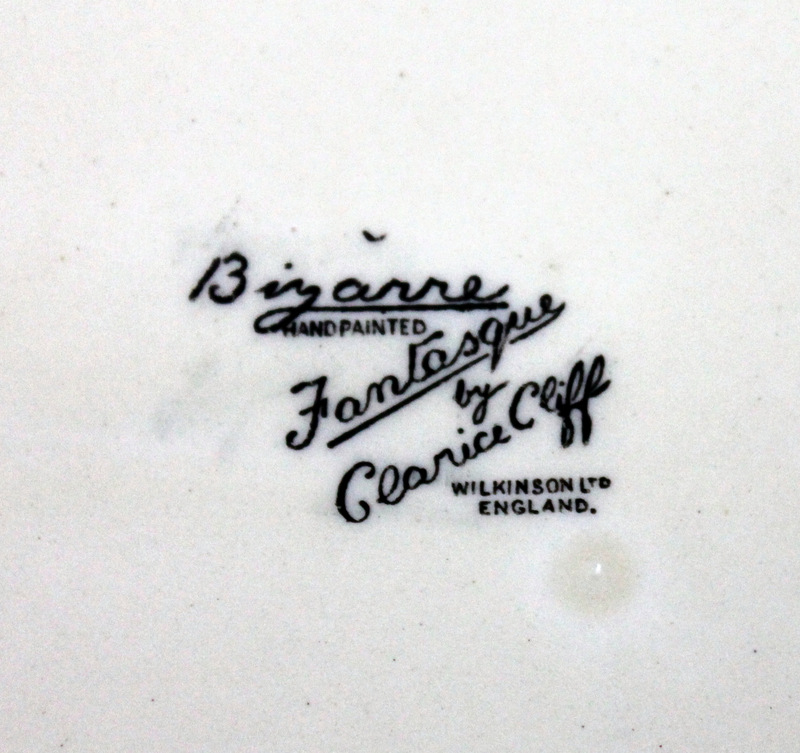 Bizarre
HANDPAINTED
Fantasque
by
Clarice Cliff
WILKINSON LTD
ENGLAND.